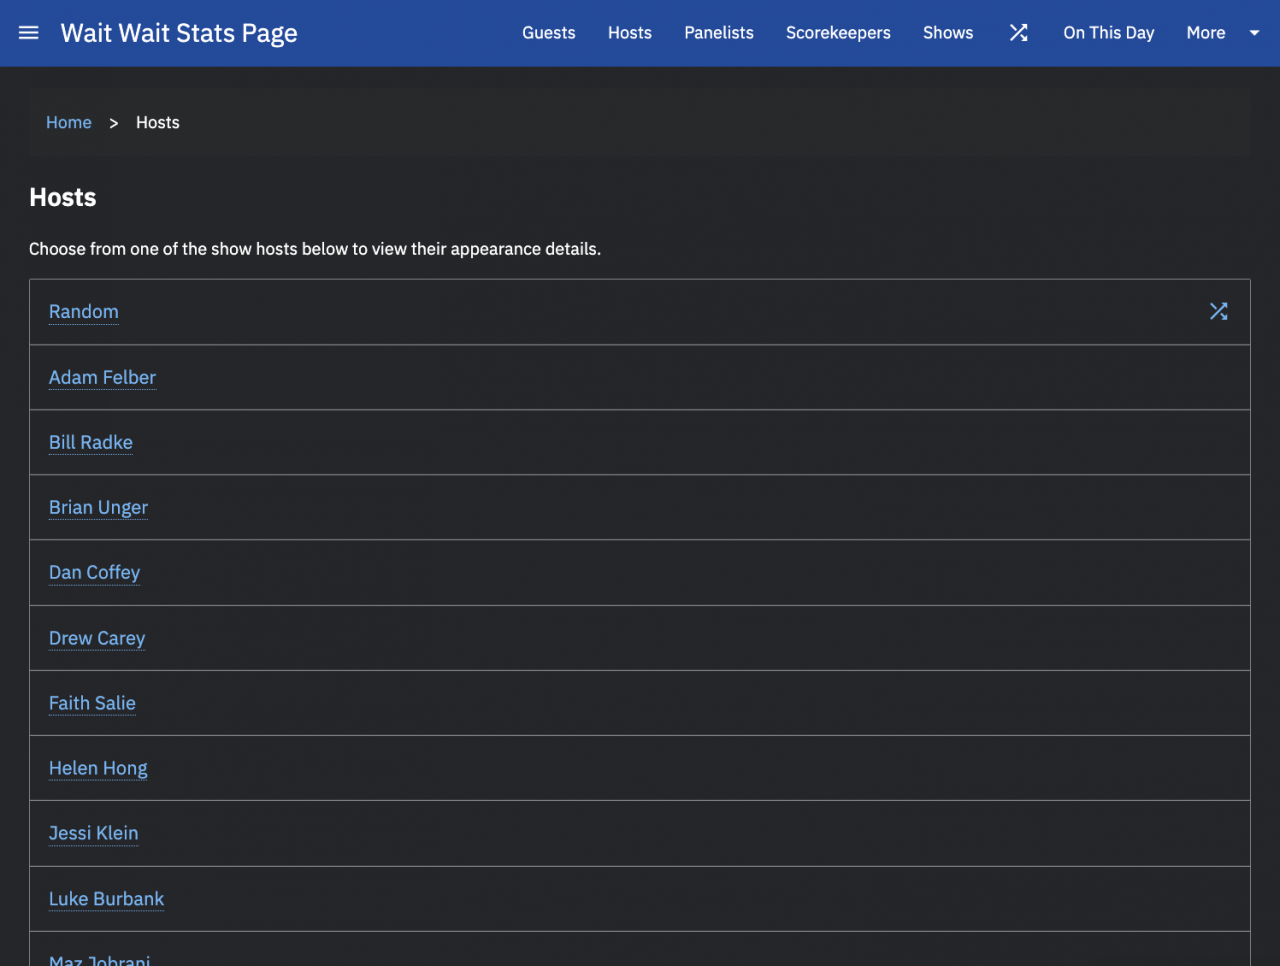 Wait Wait Stats Page
Guests Hosts Panelists Scorekeepers Shows On This Day More
Home > Hosts
Hosts
Choose from one of the show hosts below to view their appearance details.
Random
Adam Felber
Bill Radke
Brian Unger
Dan Coffey
Drew Carey
Faith Salie
Helen Hong
Jessi Klein
Luke Burbank
Maz Jobrani